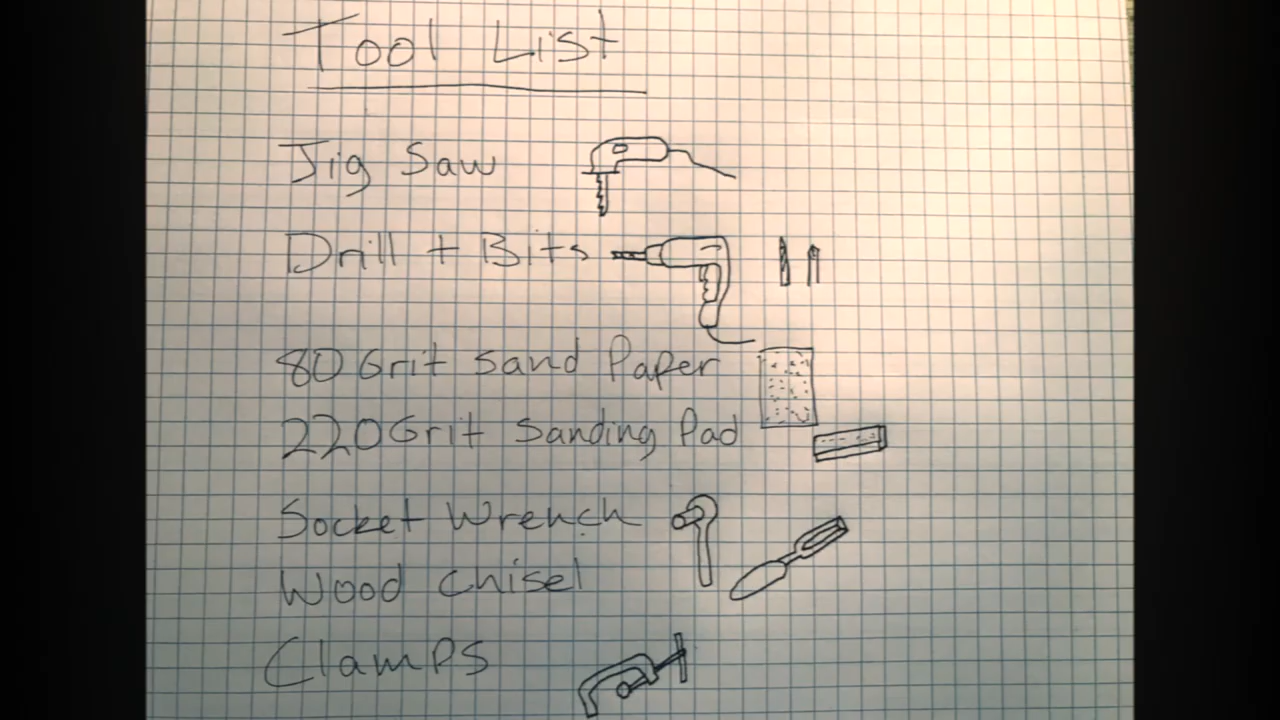 Tool List
Jig Saw
Drill + Bits
80 Grit Sand Paper
220 Grit Sanding Pad
Socket Wrench
Wood Chisel
Clamps